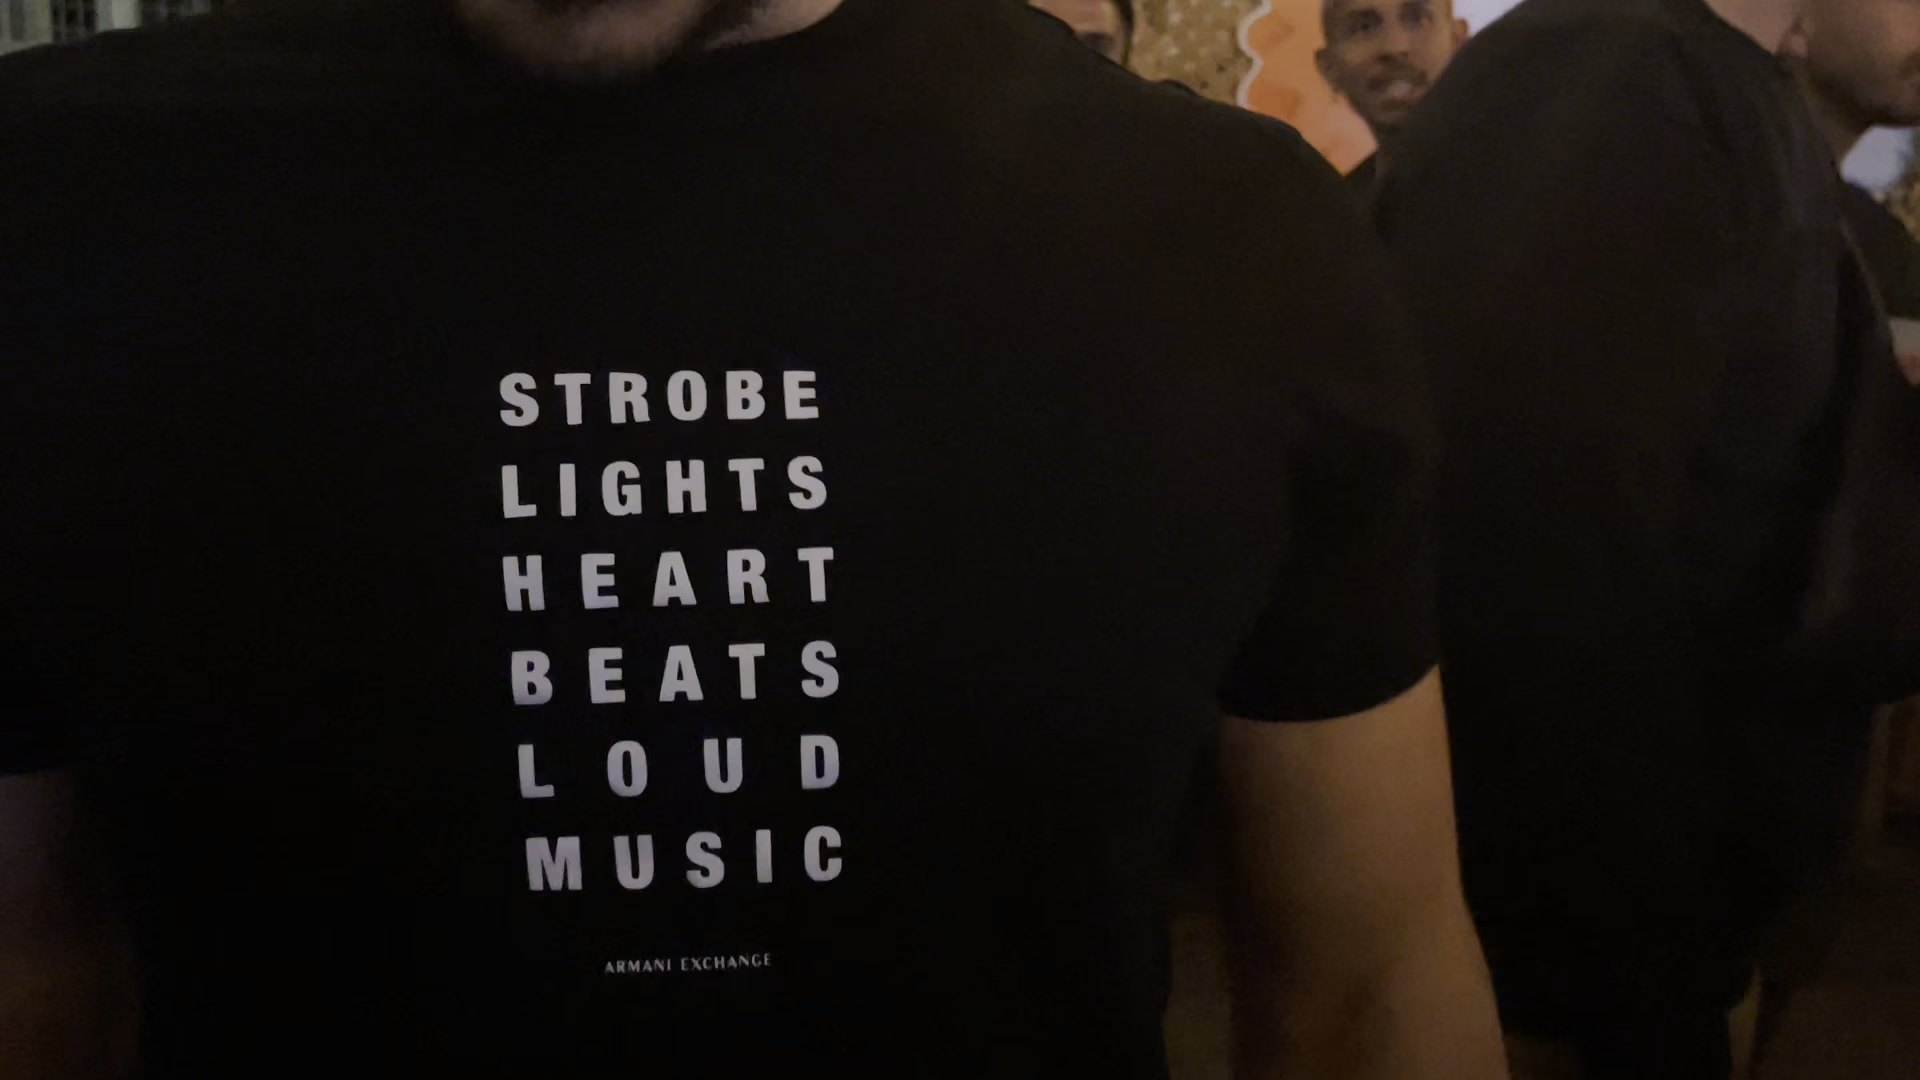 STROBE
LIGHTS
HEART
BEATS
LOUD
MUSIC
ARMANI EXCHANGE